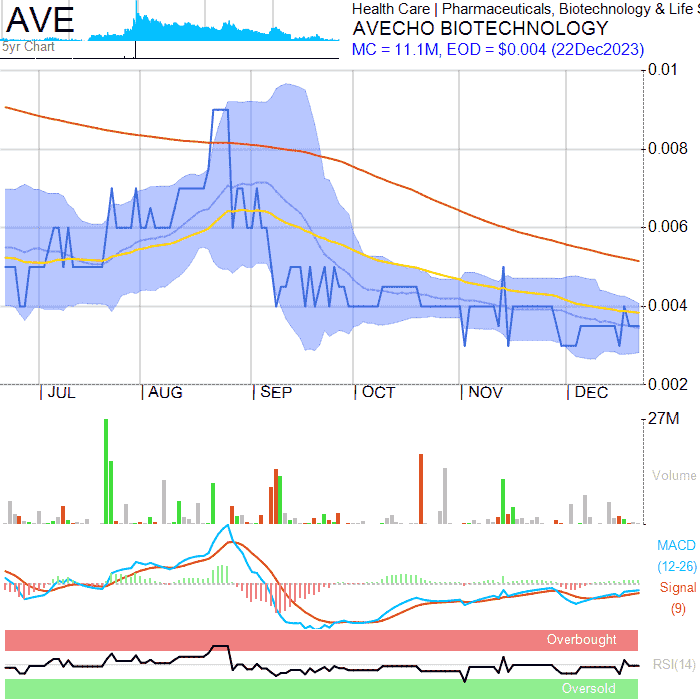 AVE
5yr Chart
Health Care | Pharmaceuticals, Biotechnology & Life S
AVECHO BIOTECHNOLOGY
MC = 11.1M, EOD = $0.004 (22Dec2023)
0.01
0.008
0.006
0.004
0.002
JUL AUG SEP OCT NOV DEC
27M
Volume
MACD
(12-26)
Signal
(9)
Overbought
RSI(14)
Oversold